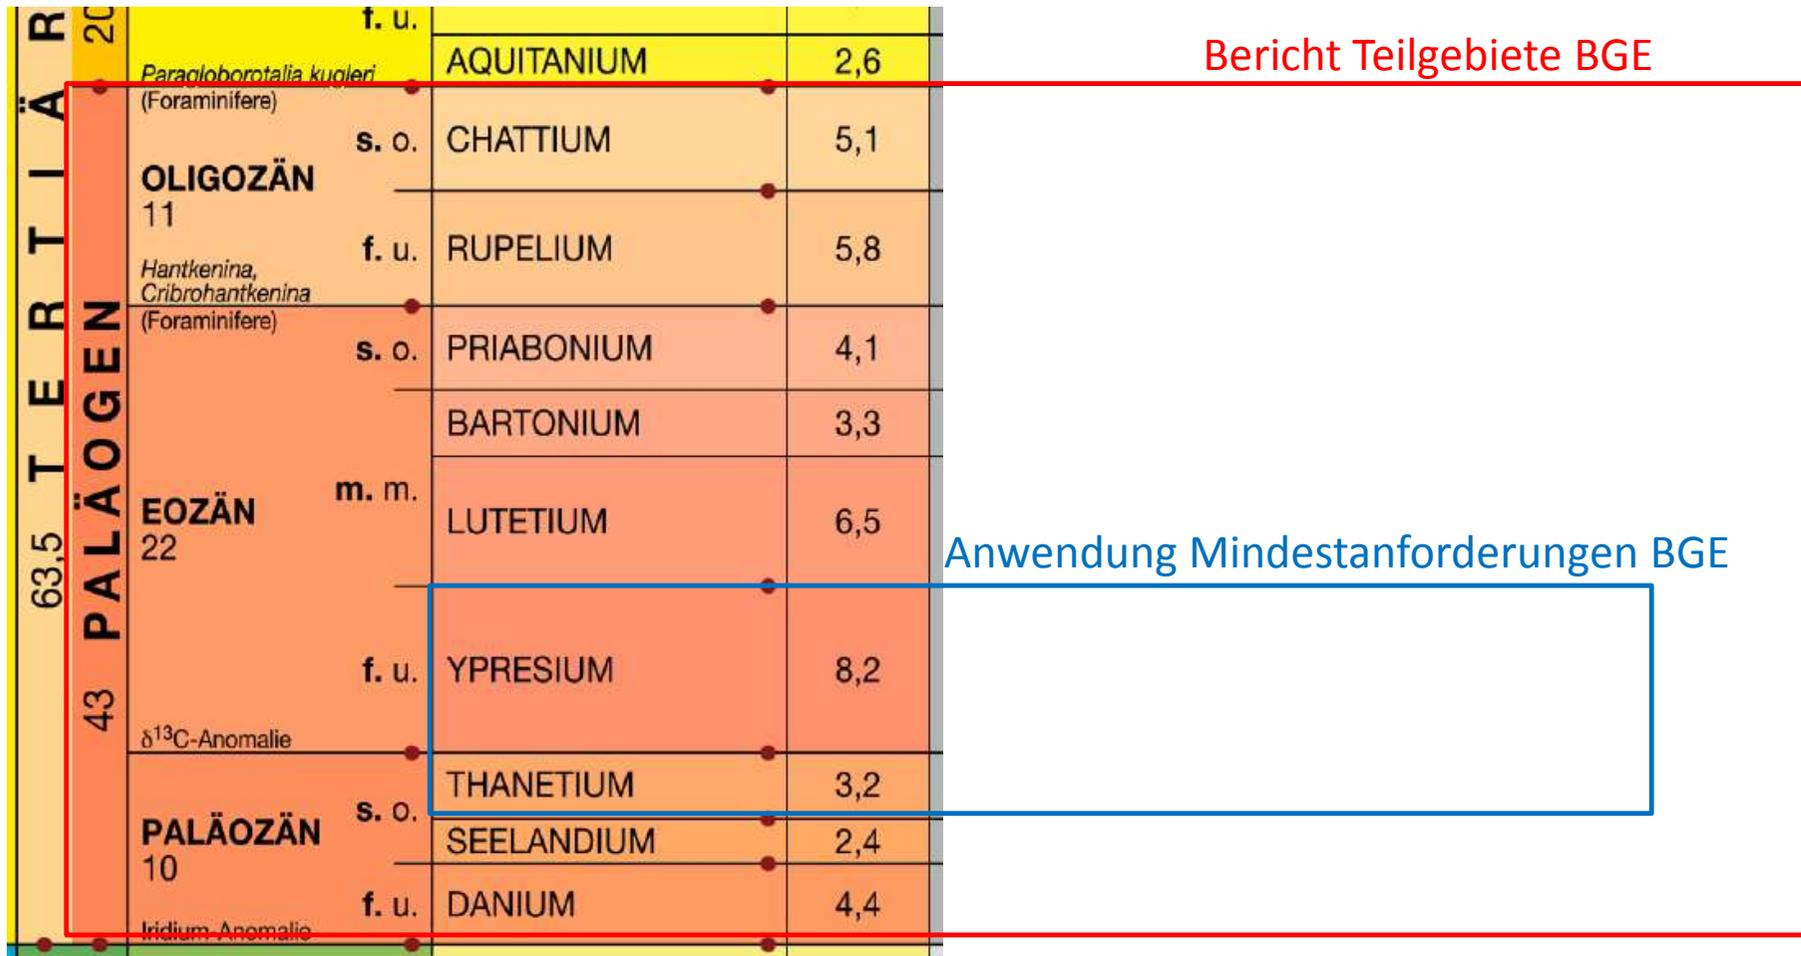 TERTIÄR
63,5
20
PALÄOGEN
43
f. u.
AQUITANIUM 2,6
Bericht Teilgebiete BGE
Paragloborotalia kugleri
(Foraminifere)
s. o. CHATTIUM 5,1
OLIGOZÄN
11
f. u. RUPELIUM 5,8
Hantkenina,
Cribrohantkenina
(Foraminifere)
s. o. PRIABONIUM 4,1
BARTONIUM 3,3
m. m.
EOZÄN
22
LUTETIUM 6,5
Anwendung Mindestanforderungen BGE
f. u. YPRESIUM 8,2
δ¹³C-Anomalie
THANETIUM 3,2
s. o.
PALÄOZÄN
10
SEELANDIUM 2,4
f. u. DANIUM 4,4
Iridium-Anomalie